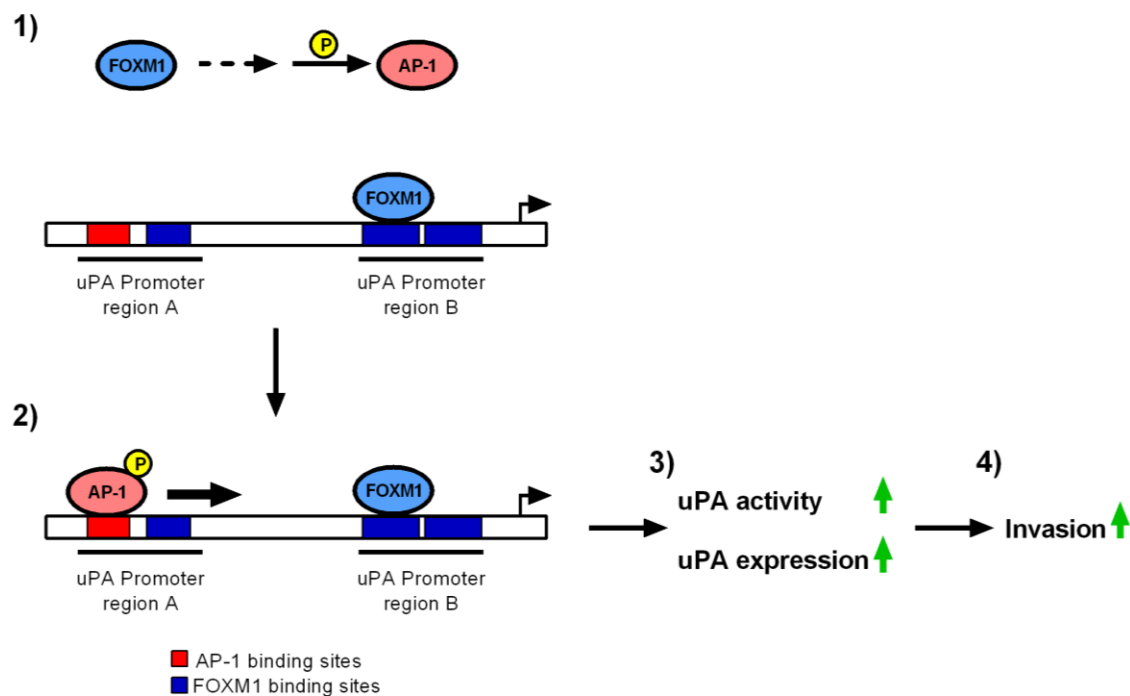 1)
FOXM1
P
AP-1
FOXM1
uPA Promoter
region A
uPA Promoter
region B
2)
P
AP-1
FOXM1
uPA Promoter
region A
uPA Promoter
region B
3)
uPA activity
uPA expression
4)
Invasion
AP-1 binding sites
FOXM1 binding sites